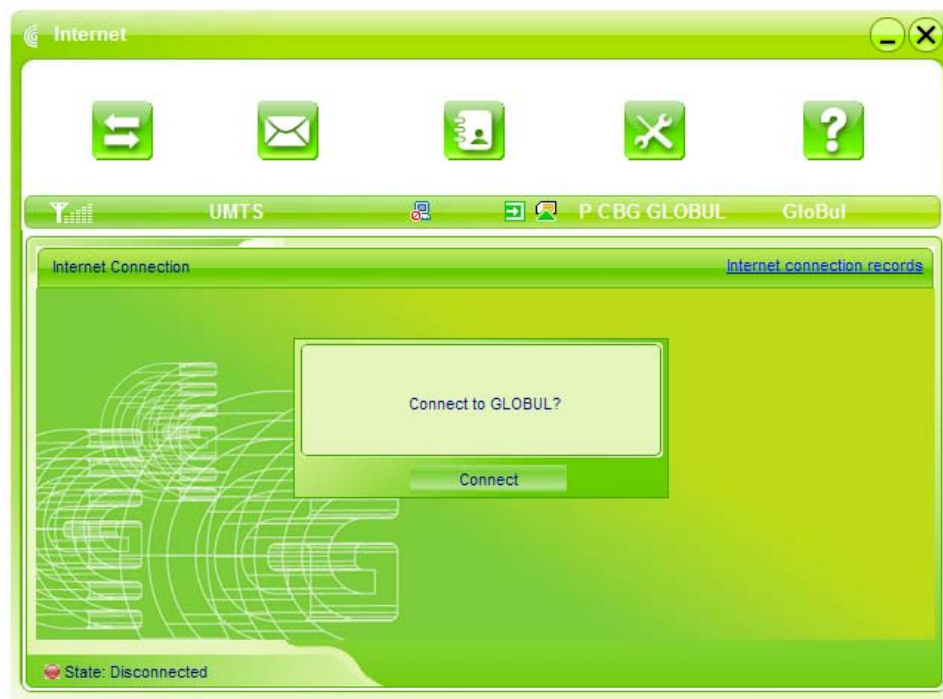 Internet
UMTS P CBG GLOBUL GloBul
Internet Connection Internet connection records
Connect to GLOBUL?
Connect
State: Disconnected